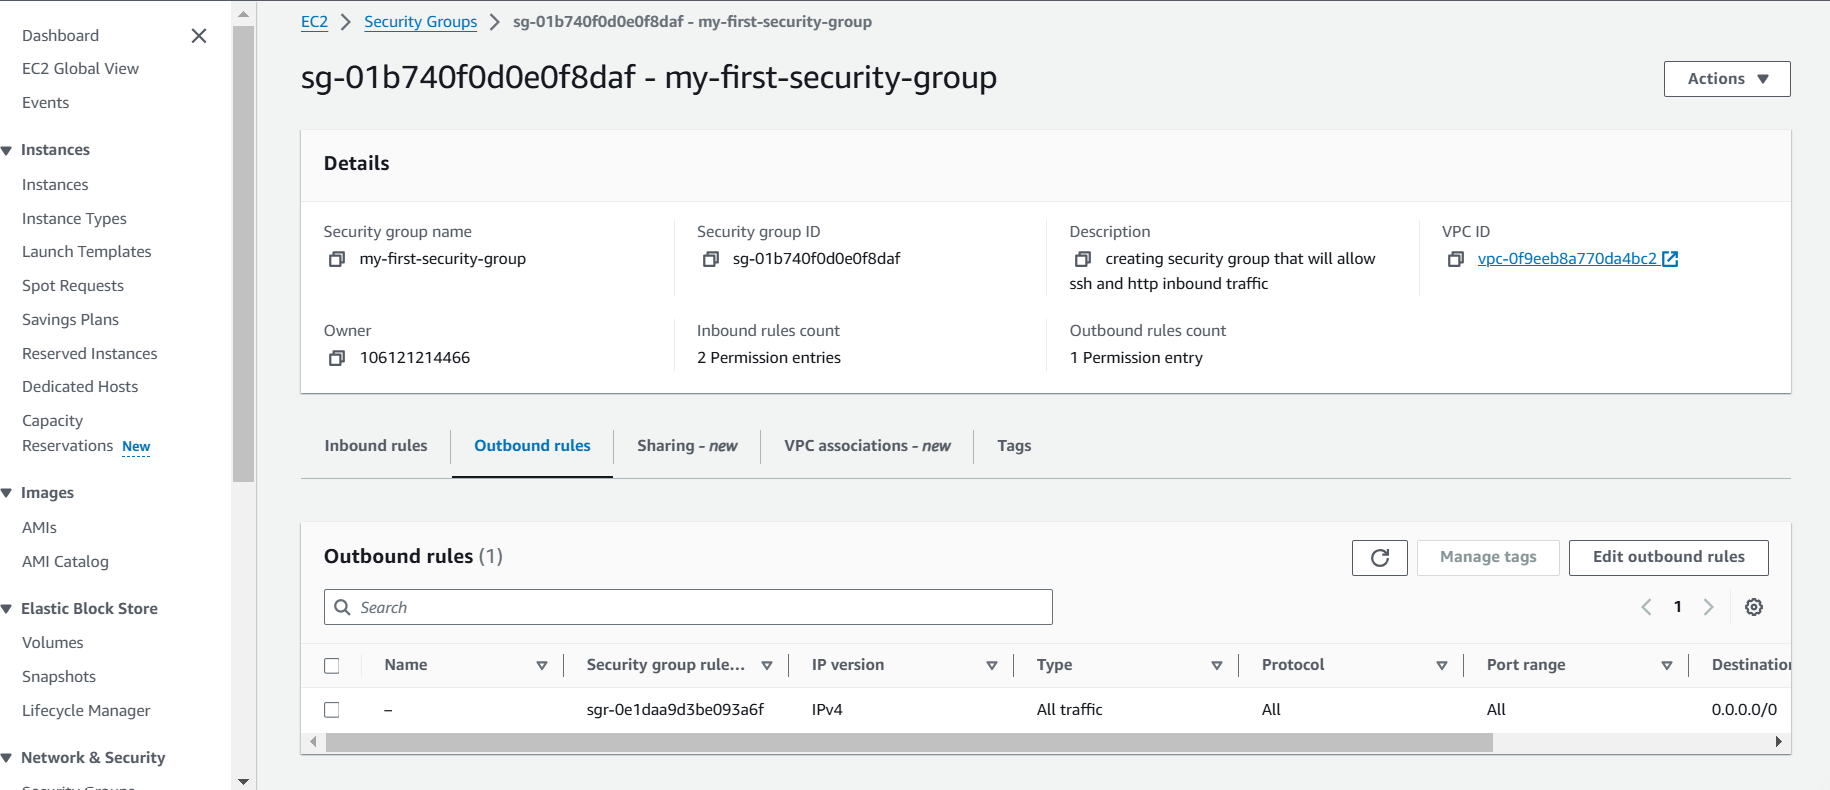 Dashboard
EC2 Global View
Events
Instances
Instances
Instance Types
Launch Templates
Spot Requests
Savings Plans
Reserved Instances
Dedicated Hosts
Capacity
Reservations New
Images
AMIs
AMI Catalog
Elastic Block Store
Volumes
Snapshots
Lifecycle Manager
Network & Security
Security Groups
EC2 > Security Groups > sg-01b740f0d0e0f8daf - my-first-security-group
sg-01b740f0d0e0f8daf - my-first-security-group
Actions
Details
Security group name
my-first-security-group
Security group ID
sg-01b740f0d0e0f8daf
Description
creating security group that will allow
ssh and http inbound traffic
VPC ID
vpc-0f9eeb8a770da4bc2
Owner
106121214466
Inbound rules count
2 Permission entries
Outbound rules count
1 Permission entry
Inbound rules Outbound rules Sharing - new VPC associations - new Tags
Outbound rules (1)
Manage tags
Edit outbound rules
Search
1
Name Security group rule... IP version Type Protocol Port range Destination
– sgr-0e1daa9d3be093a6f IPv4 All traffic All All 0.0.0.0/0